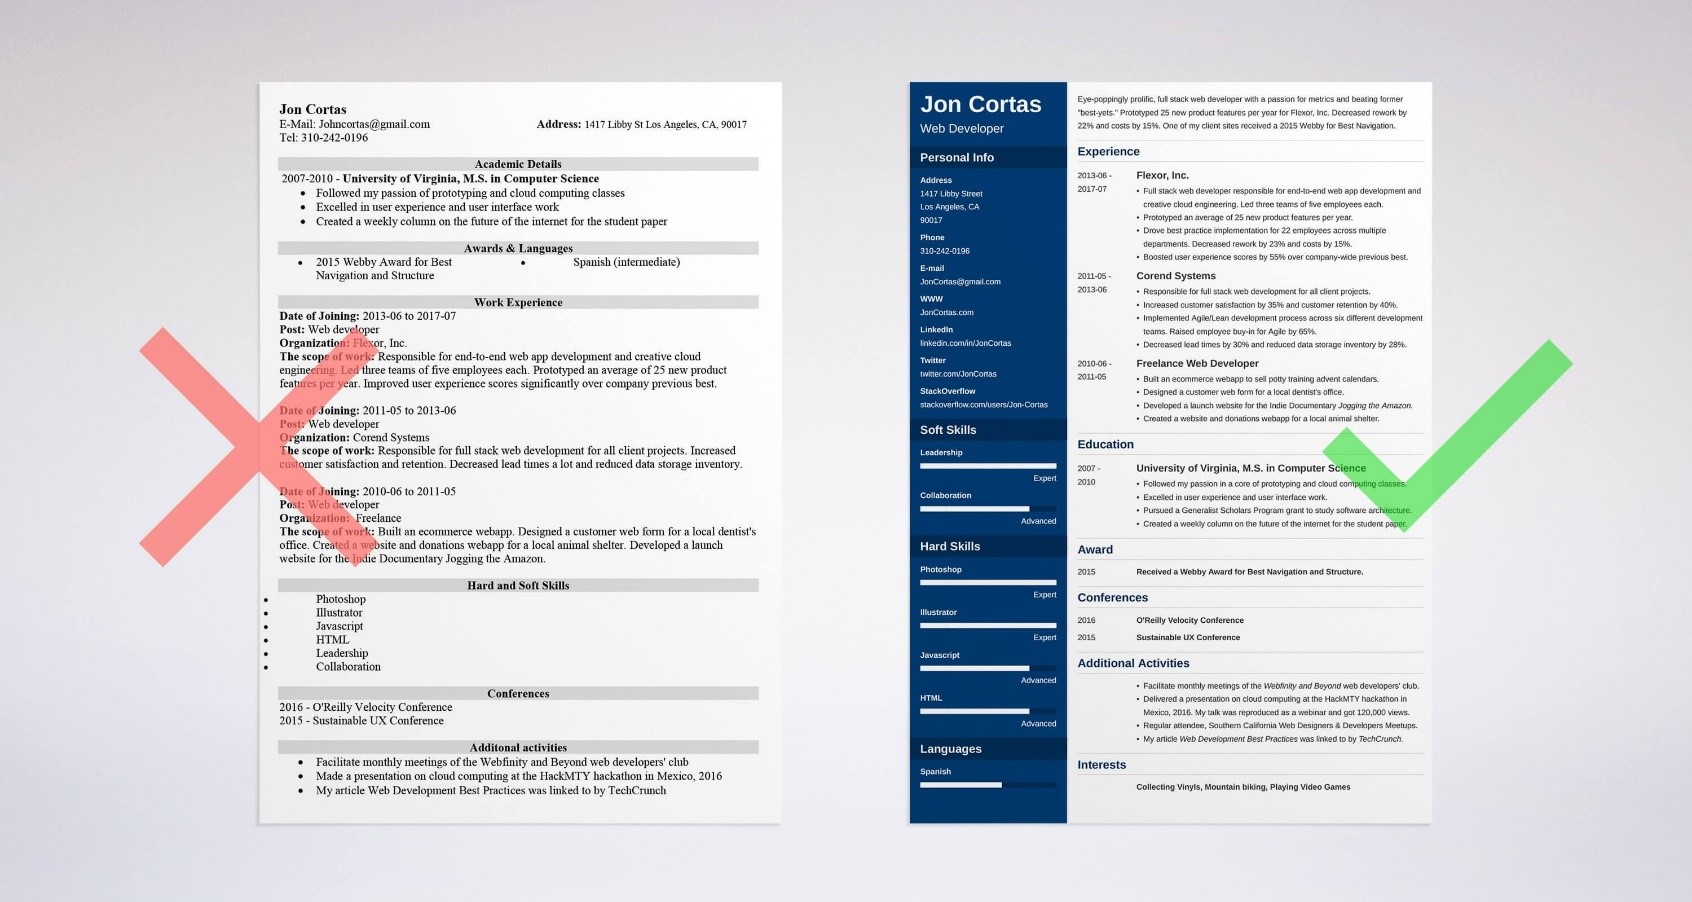 Jon Cortas
E-Mail: Johncortas@gmail.com
Address: 1417 Libby St Los Angeles, CA, 90017
Tel: 310-242-0196
Academic Details
2007-2010 - University of Virginia, M.S. in Computer Science
• Followed my passion of prototyping and cloud computing classes
• Excelled in user experience and user interface work
• Created a weekly column on the future of the internet for the student paper
Awards & Languages
• 2015 Webby Award for Best
Navigation and Structure
• Spanish (intermediate)
Work Experience
Date of Joining: 2013-06 to 2017-07
Post: Web developer
Organization: Flexor, Inc.
The scope of work: Responsible for end-to-end web app development and creative cloud
engineering. Led three teams of five employees each. Prototyped an average of 25 new product
features per year. Improved user experience scores significantly over company previous best.
Date of Joining: 2011-05 to 2013-06
Post: Web developer
Organization: Corend Systems
The scope of work: Responsible for full stack web development for all client projects. Increased
customer satisfaction and retention. Decreased lead times a lot and reduced data storage inventory.
Date of Joining: 2010-06 to 2011-05
Post: Web developer
Organization: Freelance
The scope of work: Built an ecommerce webapp. Designed a customer web form for a local dentist's
office. Created a website and donations webapp for a local animal shelter. Developed a launch
website for the Indie Documentary Jogging the Amazon.
Hard and Soft Skills
• Photoshop
• Illustrator
• Javascript
• HTML
• Leadership
• Collaboration
Conferences
2016 - O'Reilly Velocity Conference
2015 - Sustainable UX Conference
Additonal activities
• Facilitate monthly meetings of the Webfinity and Beyond web developers' club
• Made a presentation on cloud computing at the HackMTY hackathon in Mexico, 2016
• My article Web Development Best Practices was linked to by TechCrunch
Jon Cortas
Web Developer
Personal Info
Address
1417 Libby Street
Los Angeles, CA
90017
Phone
310-242-0196
E-mail
JonCortas@gmail.com
WWW
JonCortas.com
LinkedIn
linkedin.com/in/JonCortas
Twitter
twitter.com/JonCortas
StackOverflow
stackoverflow.com/users/Jon-Cortas
Soft Skills
Leadership
Expert
Collaboration
Advanced
Hard Skills
Photoshop
Expert
Illustrator
Expert
Javascript
Advanced
HTML
Advanced
Languages
Spanish
Eye-poppingly prolific, full stack web developer with a passion for metrics and beating former
"best-yets." Prototyped 25 new product features per year for Flexor, Inc. Decreased rework by
22% and costs by 15%. One of my client sites received a 2015 Webby for Best Navigation.
Experience
2013-06 -
2017-07
Flexor, Inc.
• Full stack web developer responsible for end-to-end web app development and
creative cloud engineering. Led three teams of five employees each.
• Prototyped an average of 25 new product features per year.
• Drove best practice implementation for 22 employees across multiple
departments. Decreased rework by 23% and costs by 15%.
• Boosted user experience scores by 55% over company-wide previous best.
2011-05 -
2013-06
Corend Systems
• Responsible for full stack web development for all client projects.
• Increased customer satisfaction by 35% and customer retention by 40%.
• Implemented Agile/Lean development process across six different development
teams. Raised employee buy-in for Agile by 65%.
• Decreased lead times by 30% and reduced data storage inventory by 28%.
2010-06 -
2011-05
Freelance Web Developer
• Built an ecommerce webapp to sell potty training advent calendars.
• Designed a customer web form for a local dentist's office.
• Developed a launch website for the Indie Documentary Jogging the Amazon.
• Created a website and donations webapp for a local animal shelter.
Education
2007 -
2010
University of Virginia, M.S. in Computer Science
• Followed my passion in a core of prototyping and cloud computing classes.
• Excelled in user experience and user interface work.
• Pursued a Generalist Scholars Program grant to study software architecture.
• Created a weekly column on the future of the internet for the student paper.
Award
2015 Received a Webby Award for Best Navigation and Structure.
Conferences
2016 O'Reilly Velocity Conference
2015 Sustainable UX Conference
Additional Activities
• Facilitate monthly meetings of the Webfinity and Beyond web developers' club.
• Delivered a presentation on cloud computing at the HackMTY hackathon in
Mexico, 2016. My talk was reproduced as a webinar and got 120,000 views.
• Regular attendee, Southern California Web Designers & Developers Meetups.
• My article Web Development Best Practices was linked to by TechCrunch.
Interests
Collecting Vinyls, Mountain biking, Playing Video Games